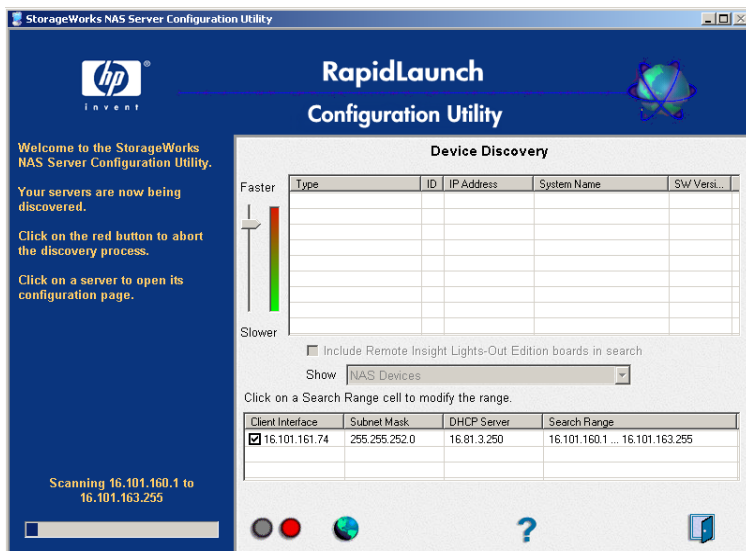 StorageWorks NAS Server Configuration Utility
hp
®
invent
RapidLaunch
Configuration Utility
Welcome to the StorageWorks
NAS Server Configuration Utility.
Your servers are now being
discovered.
Click on the red button to abort
the discovery process.
Click on a server to open its
configuration page.
Scanning 16.101.160.1 to
16.101.163.255
Device Discovery
Faster
Slower
Type ID IP Address System Name SW Versi...
Include Remote Insight Lights-Out Edition boards in search
Show NAS Devices
Click on a Search Range cell to modify the range.
Client Interface Subnet Mask DHCP Server Search Range
16.101.161.74 255.255.252.0 16.81.3.250 16.101.160.1 ... 16.101.163.255
?